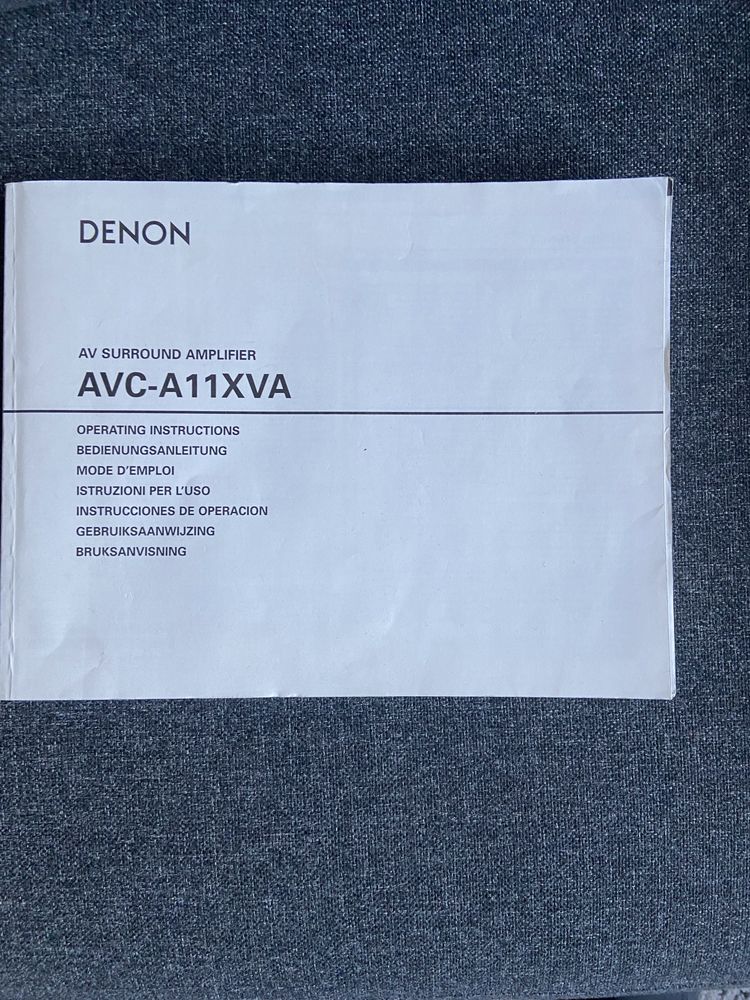 DENON
AV SURROUND AMPLIFIER
AVC-A11XVA
OPERATING INSTRUCTIONS
BEDIENUNGSANLEITUNG
MODE D'EMPLOI
ISTRUZIONI PER L'USO
INSTRUCCIONES DE OPERACION
GEBRUIKSAANWIJZING
BRUKSANVISNING